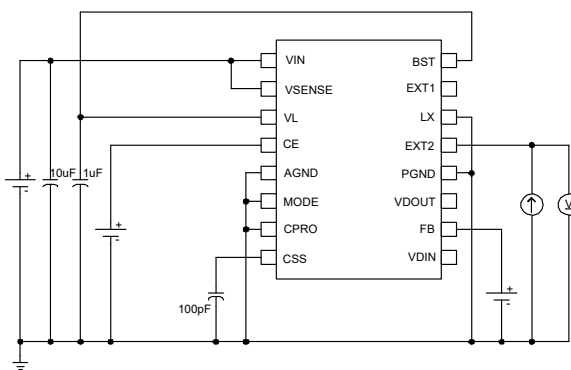 VIN
VSENSE
VL
CE
AGND
MODE
CPRO
CSS
BST
EXT1
LX
EXT2
PGND
VDOUT
FB
VDIN
10uF
1uF
100pF
+
-
+
-
+
-
V